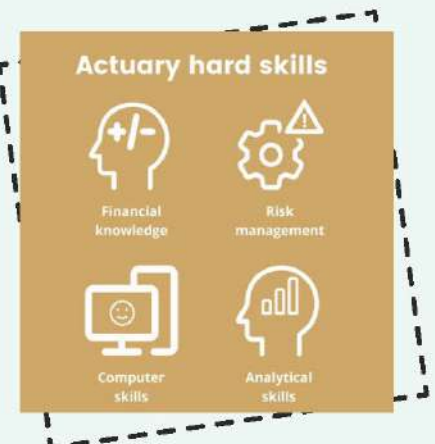 Actuary hard skills
+/-
Financial
knowledge
Risk
management
Computer
skills
Analytical
skills